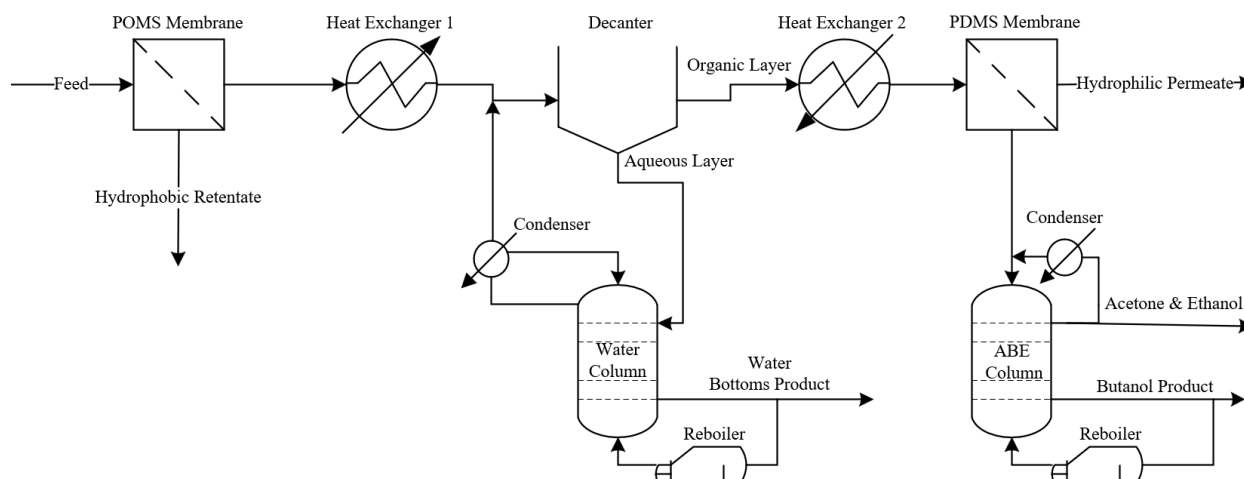 POMS Membrane
Heat Exchanger 1
Decanter
Heat Exchanger 2
PDMS Membrane
Feed
Organic Layer
Hydrophilic Permeate
Aqueous Layer
Hydrophobic Retentate
Condenser
Condenser
Acetone & Ethanol
Water
Column
Water
Bottoms Product
ABE
Column
Butanol Product
Reboiler
Reboiler